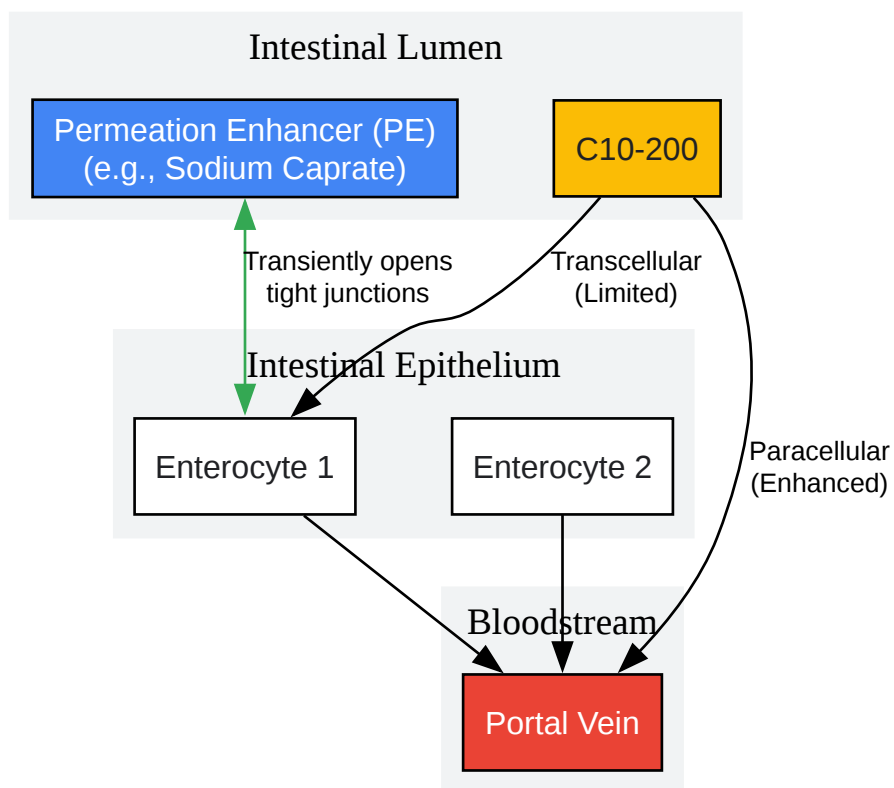 Intestinal Lumen
Permeation Enhancer (PE)
(e.g., Sodium Caprate)
C10-200
Transiently opens
tight junctions
Transcellular
(Limited)
Intestinal Epithelium
Enterocyte 1
Enterocyte 2
Paracellular
(Enhanced)
Bloodstream
Portal Vein